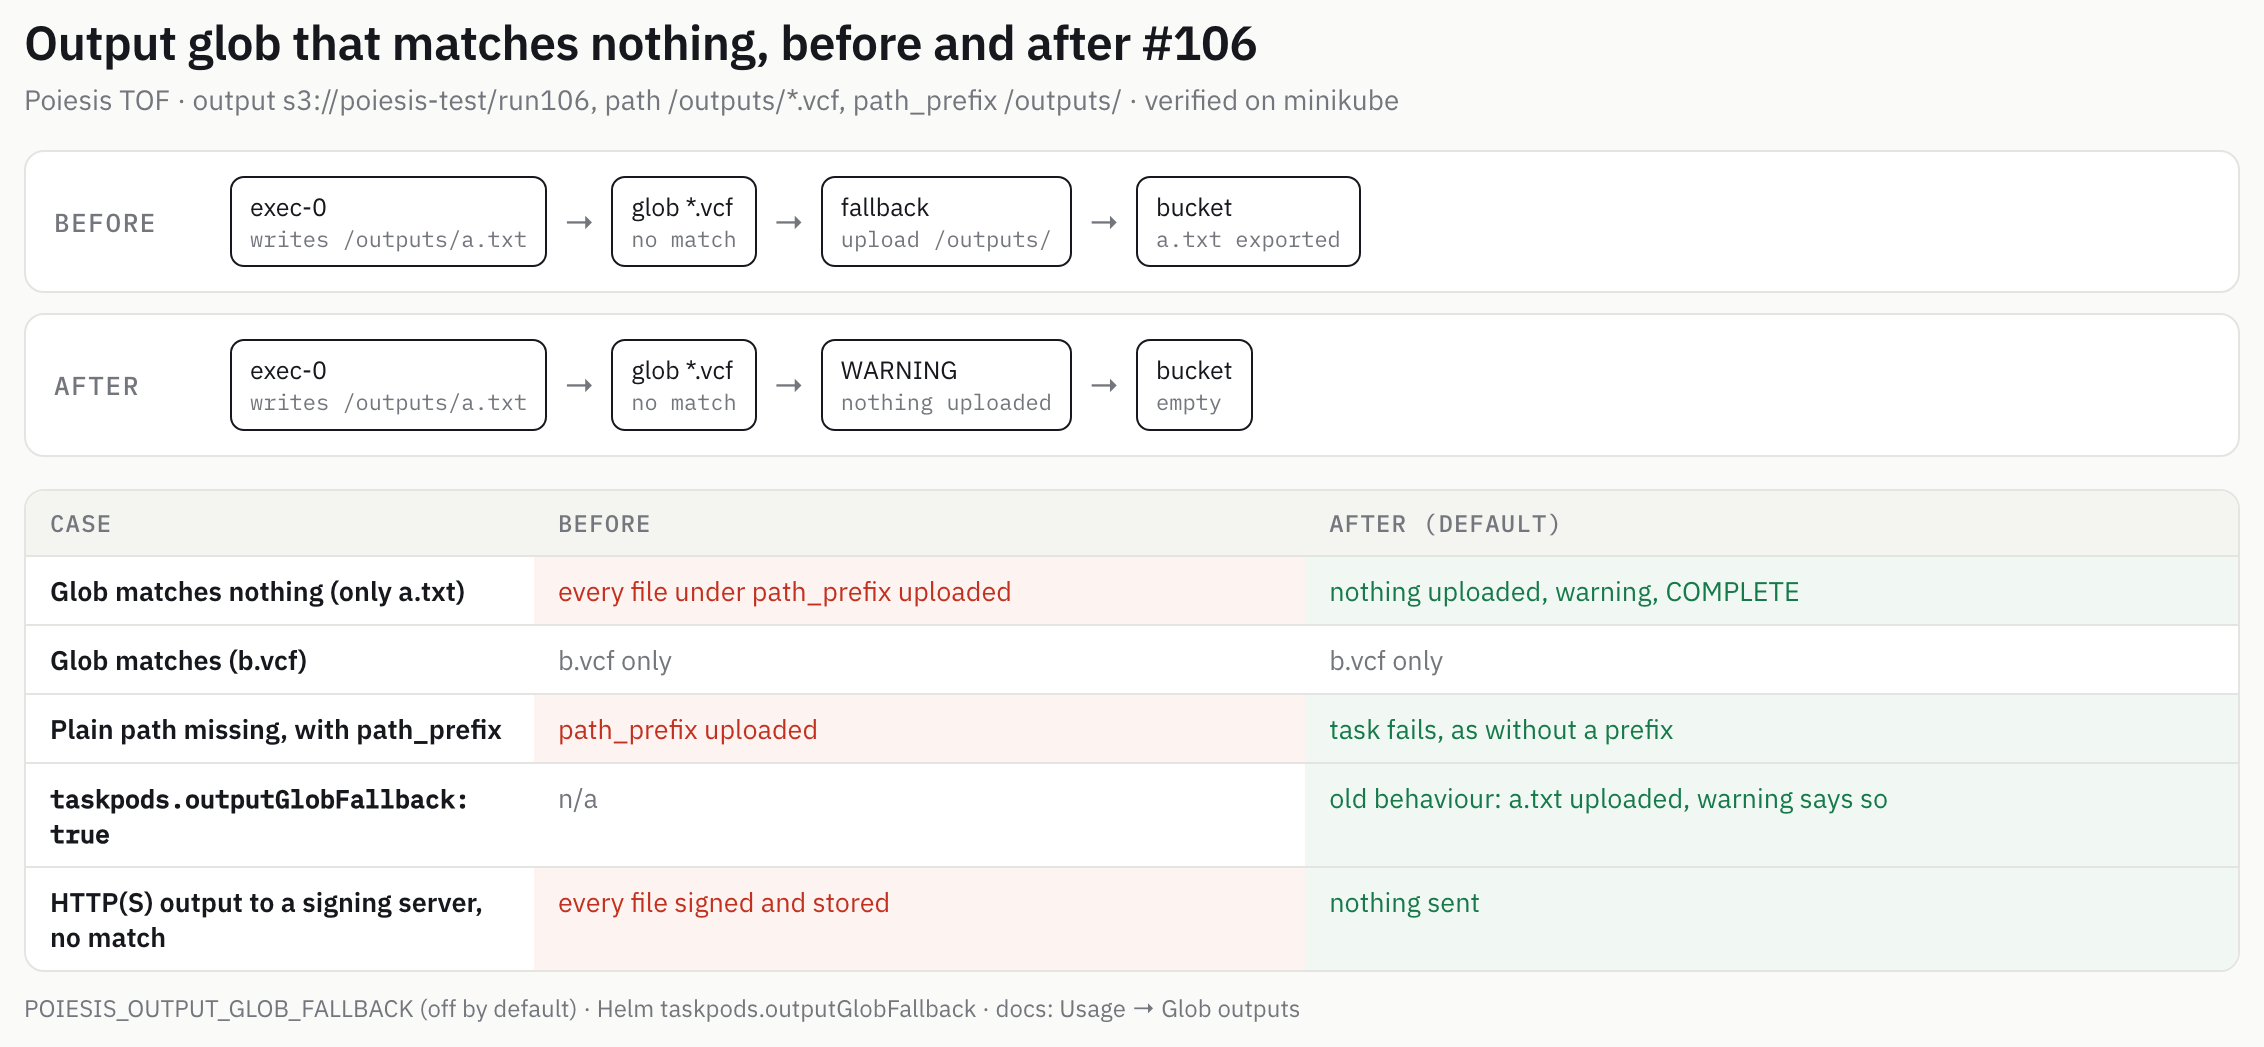 Output glob that matches nothing, before and after #106
Poiesis TOF · output s3://poiesis-test/run106, path /outputs/*.vcf, path_prefix /outputs/ · verified on minikube
BEFORE
exec-0
writes /outputs/a.txt
→
glob *.vcf
no match
→
fallback
upload /outputs/
→
bucket
a.txt exported
AFTER
exec-0
writes /outputs/a.txt
→
glob *.vcf
no match
→
WARNING
nothing uploaded
→
bucket
empty
CASE BEFORE AFTER (DEFAULT)
Glob matches nothing (only a.txt) every file under path_prefix uploaded nothing uploaded, warning, COMPLETE
Glob matches (b.vcf) b.vcf only b.vcf only
Plain path missing, with path_prefix path_prefix uploaded task fails, as without a prefix
taskpods.outputGlobFallback: n/a old behaviour: a.txt uploaded, warning says so
true
HTTP(S) output to a signing server, every file signed and stored nothing sent
no match
POIESIS_OUTPUT_GLOB_FALLBACK (off by default) · Helm taskpods.outputGlobFallback · docs: Usage → Glob outputs